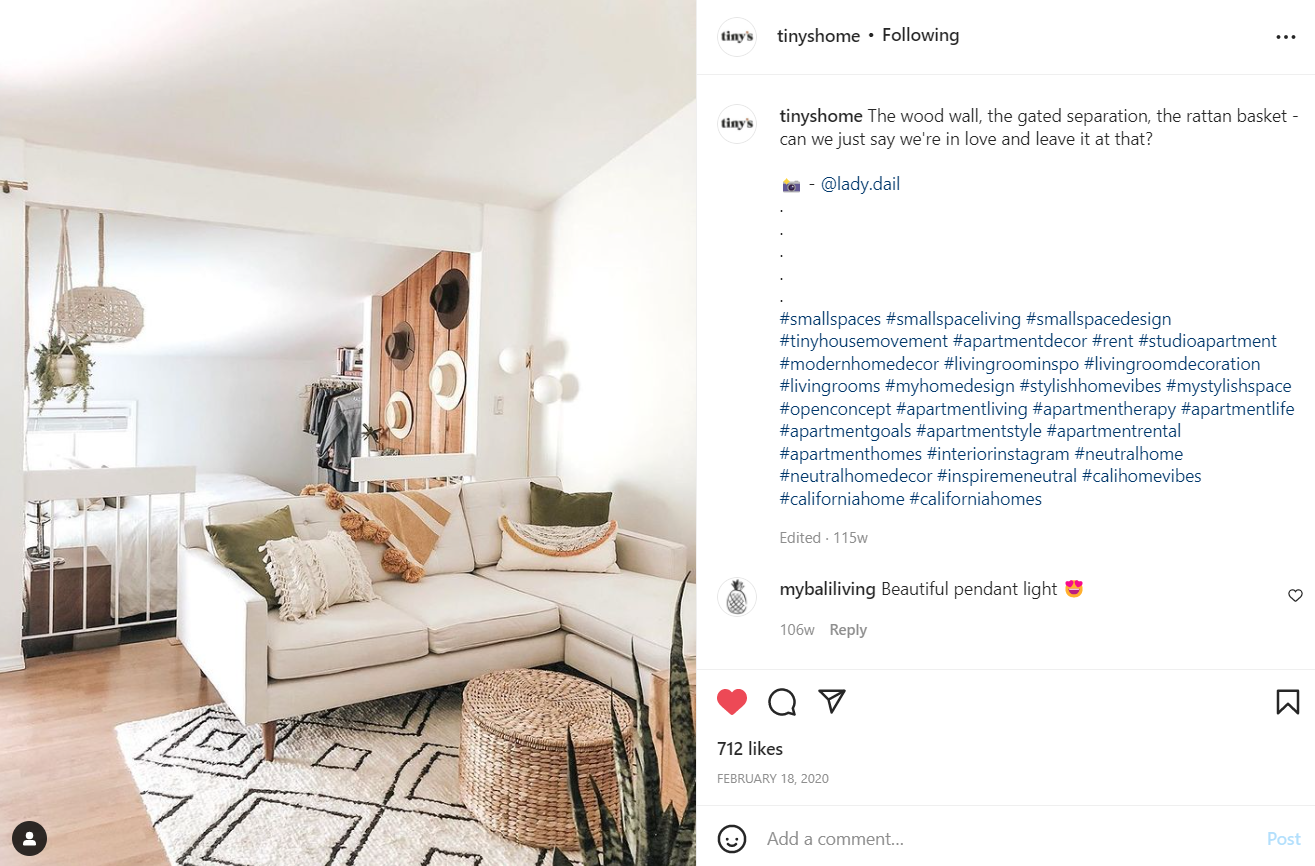 tiny's
tinyshome • Following
tiny's
tinyshome The wood wall, the gated separation, the rattan basket -
can we just say we're in love and leave it at that?
📸 - @lady.dail
.
.
.
.
.
#smallspaces #smallspaceliving #smallspacedesign
#tinyhousemovement #apartmentdecor #rent #studioapartment
#modernhomedecor #livingroominspo #livingroomdecoration
#livingrooms #myhomedesign #stylishhomevibes #mystylishspace
#openconcept #apartmentliving #apartmentherapy #apartmentlife
#apartmentgoals #apartmentstyle #apartmentrental
#apartmenthomes #interiorinstagram #neutralhome
#neutralhomedecor #inspiremeneutral #calihomevibes
#californiahome #californiahomes
Edited · 115w
mybaliliving Beautiful pendant light 😍
106w Reply
712 likes
FEBRUARY 18, 2020
Add a comment...
Post